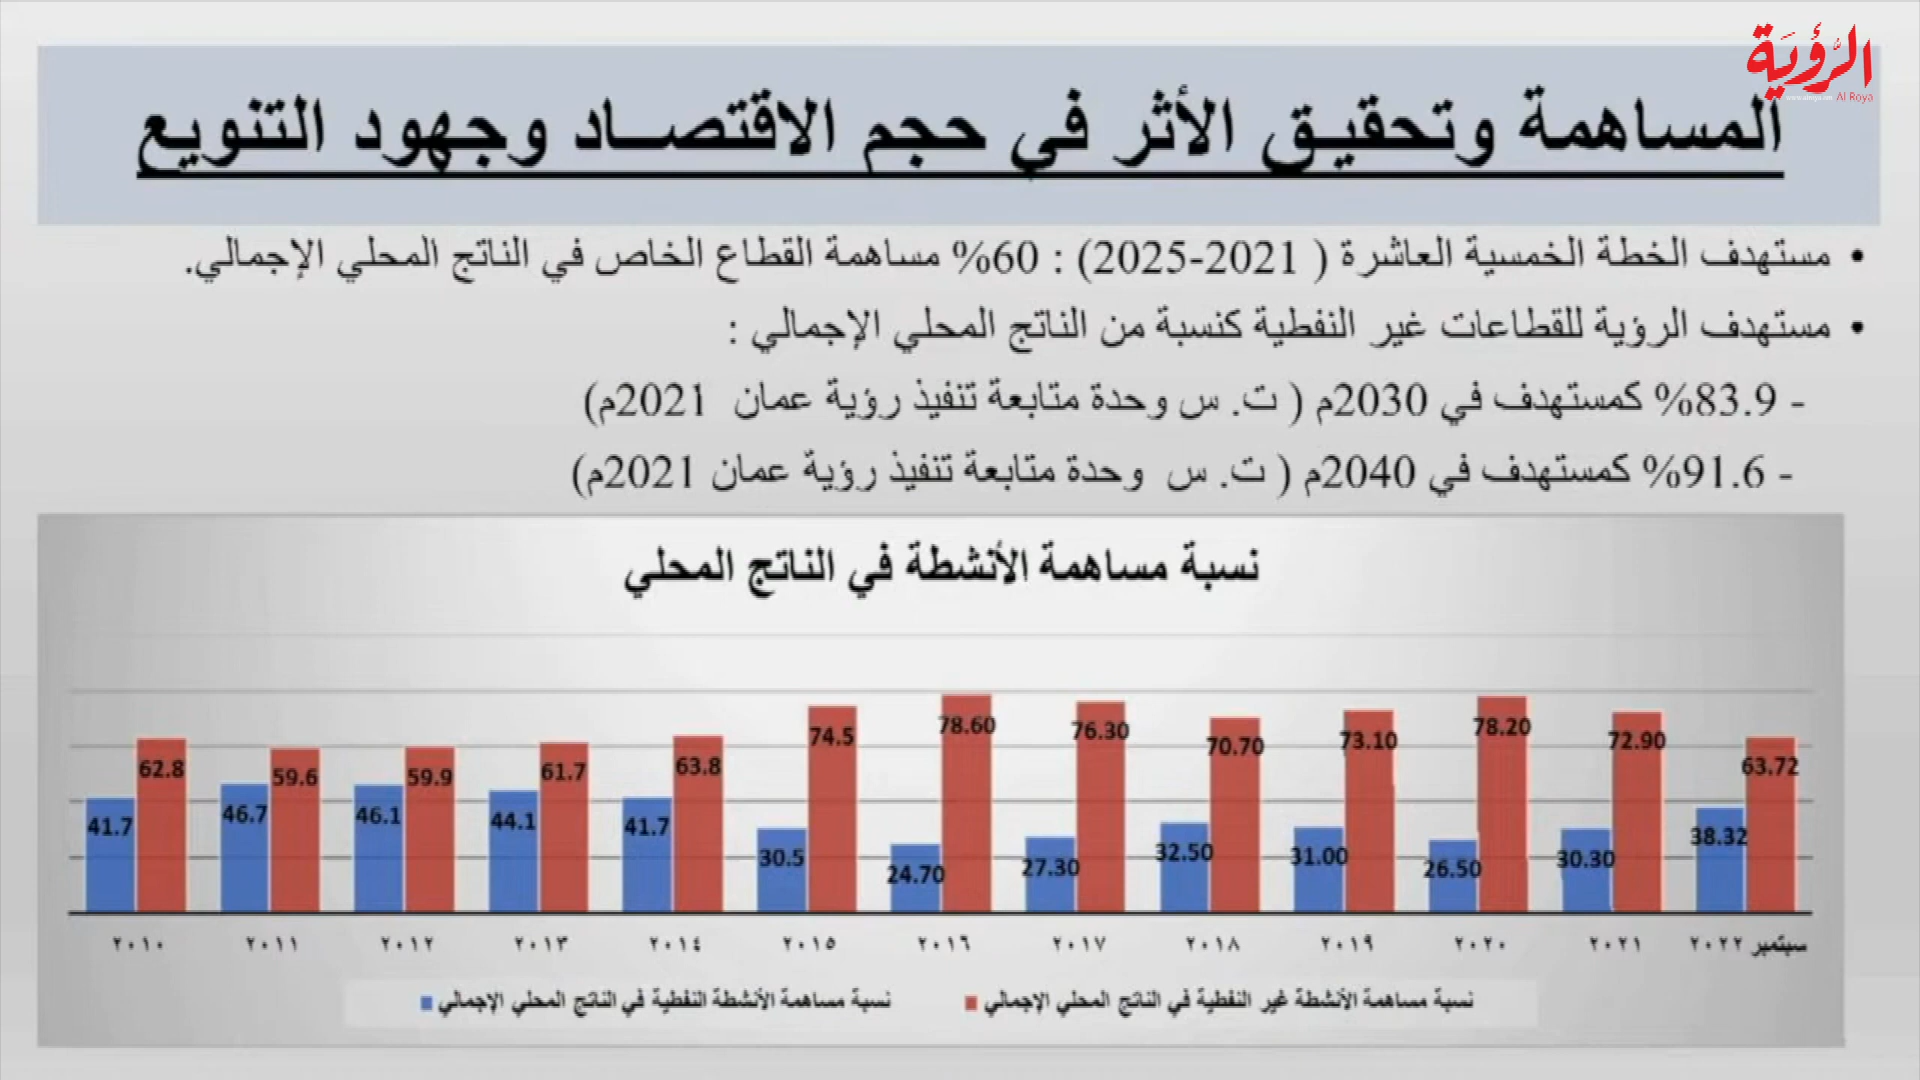 الرؤية
www.alroya.om Al Roya
المساهمة وتحقيق الأثر في حجم الاقتصاد وجهود التنويع
• مستهدف الخطة الخمسية العاشرة ( 2021-2025) : 60% مساهمة القطاع الخاص في الناتج المحلي الإجمالي.
• مستهدف الرؤية للقطاعات غير النفطية كنسبة من الناتج المحلي الإجمالي :
- 83.9% كمستهدف في 2030م ( ت. س وحدة متابعة تنفيذ رؤية عمان 2021م)
- 91.6% كمستهدف في 2040م ( ت. س وحدة متابعة تنفيذ رؤية عمان 2021م)
نسبة مساهمة الأنشطة في الناتج المحلي
41.7 62.8 46.7 59.6 46.1 59.9 44.1 61.7 41.7 63.8 30.5 74.5 24.70 78.60 27.30 76.30 32.50 70.70 31.00 73.10 26.50 78.20 30.30 72.90 38.32 63.72
٢٠١٠ ٢٠١١ ٢٠١٢ ٢٠١٣ ٢٠١٤ ٢٠١٥ ٢٠١٦ ٢٠١٧ ٢٠١٨ ٢٠١٩ ٢٠٢٠ ٢٠٢١ سبتمبر ٢٠٢٢
نسبة مساهمة الأنشطة غير النفطية في الناتج المحلي الإجمالي
نسبة مساهمة الأنشطة النفطية في الناتج المحلي الإجمالي